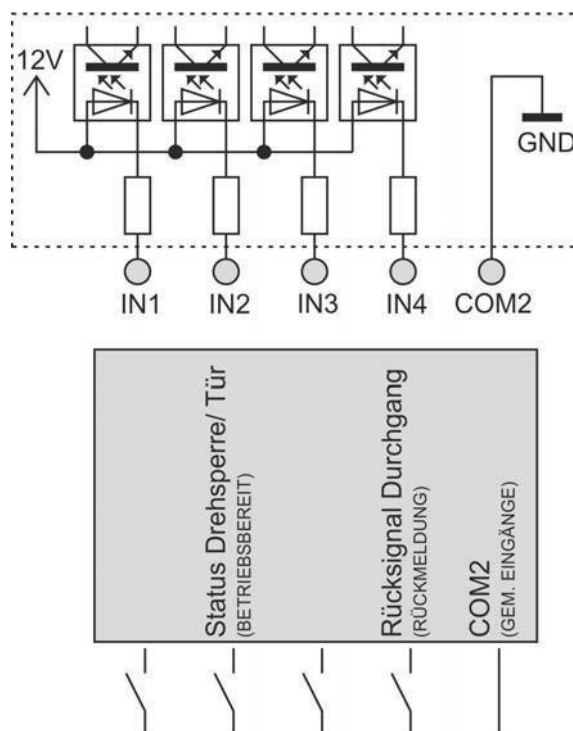 12V
GND
IN1 IN2 IN3 IN4 COM2
Status Drehsperre/ Tür
(BETRIEBSBEREIT)
Rücksignal Durchgang
(RÜCKMELDUNG)
COM2
(GEM. EINGÄNGE)